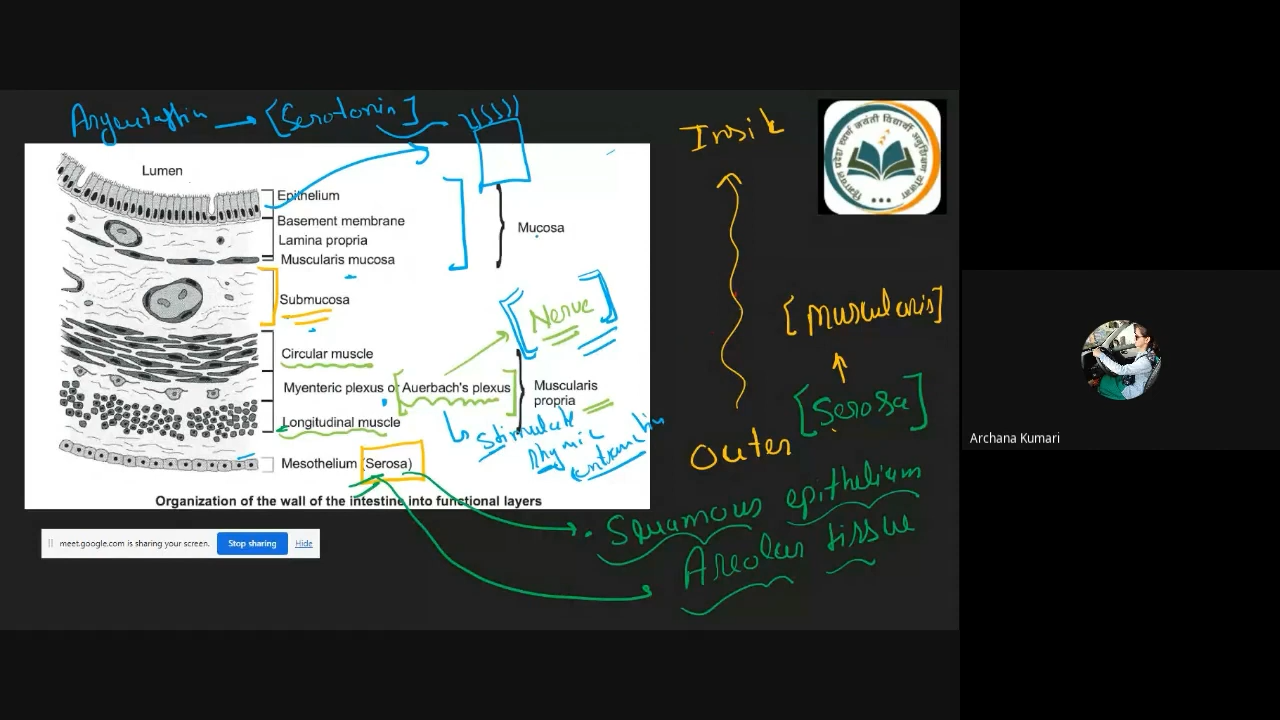 Argentaffin → [Serotonin]
Inside
Lumen
Epithelium
Basement membrane
Lamina propria
Muscularis mucosa
Mucosa
Submucosa
[Nerve]
[Muscularis]
Circular muscle
Myenteric plexus or [Auerbach's plexus]
Muscularis
propria
[Serosa]
Longitudinal muscle
Stimulate
Outer
Mesothelium (Serosa)
Archana Kumari
Organization of the wall of the intestine into functional layers
Squamous epithelium
Areolar tissue
meet.google.com is sharing your screen. Stop sharing Hide